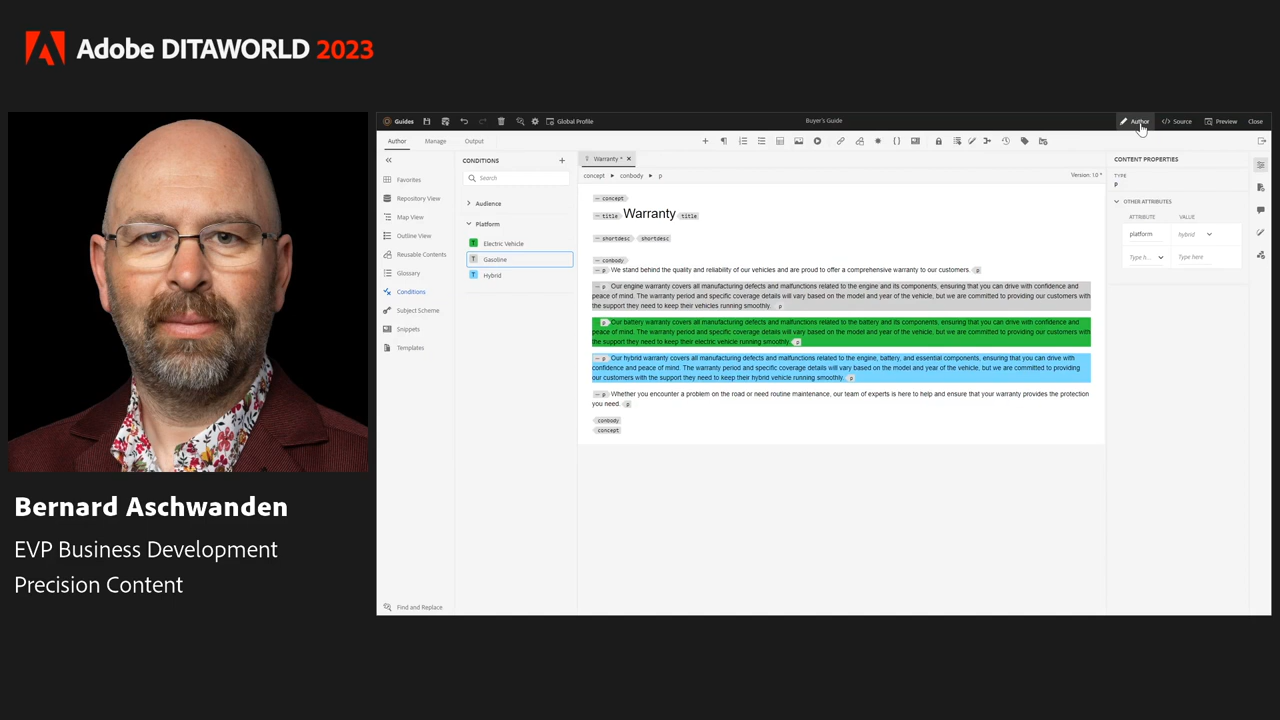 Adobe DITAWORLD 2023
Guides
Global Profile
Buyer's Guide
Author
Source
Preview
Close
Author
Manage
Output
Favorites
Repository View
Map View
Outline View
Reusable Contents
Glossary
Conditions
Subject Scheme
Snippets
Templates
Find and Replace
CONDITIONS
Search
Audience
Platform
T Electric Vehicle
T Gasoline
T Hybrid
Warranty *
concept conbody p
Version: 1.0 *
concept
title Warranty title
shortdesc shortdesc
conbody
p We stand behind the quality and reliability of our vehicles and are proud to offer a comprehensive warranty to our customers. p
p Our engine warranty covers all manufacturing defects and malfunctions related to the engine and its components, ensuring that you can drive with confidence and
peace of mind. The warranty period and specific coverage details will vary based on the model and year of the vehicle, but we are committed to providing our customers with
the support they need to keep their vehicles running smoothly. p
p Our battery warranty covers all manufacturing defects and malfunctions related to the battery and its components, ensuring that you can drive with confidence and
peace of mind. The warranty period and specific coverage details will vary based on the model and year of the vehicle, but we are committed to providing our customers with
the support they need to keep their electric vehicle running smoothly. p
p Our hybrid warranty covers all manufacturing defects and malfunctions related to the engine, battery, and essential components, ensuring that you can drive with
confidence and peace of mind. The warranty period and specific coverage details will vary based on the model and year of the vehicle, but we are committed to providing
our customers with the support they need to keep their hybrid vehicle running smoothly. p
p Whether you encounter a problem on the road or need routine maintenance, our team of experts is here to help and ensure that your warranty provides the protection
you need. p
conbody
concept
CONTENT PROPERTIES
TYPE
p
OTHER ATTRIBUTES
ATTRIBUTE VALUE
platform hybrid
Type h... Type here
Bernard Aschwanden
EVP Business Development
Precision Content